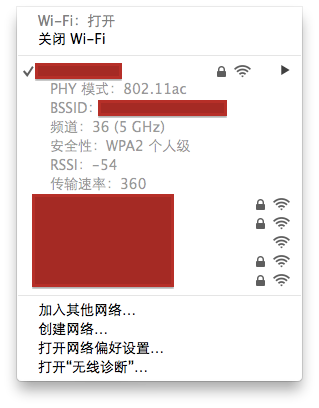 Wi-Fi：打开
关闭 Wi-Fi
PHY 模式：802.11ac
BSSID：
频道：36 (5 GHz)
安全性：WPA2 个人级
RSSI：-54
传输速率：360
加入其他网络...
创建网络...
打开网络偏好设置...
打开“无线诊断”...